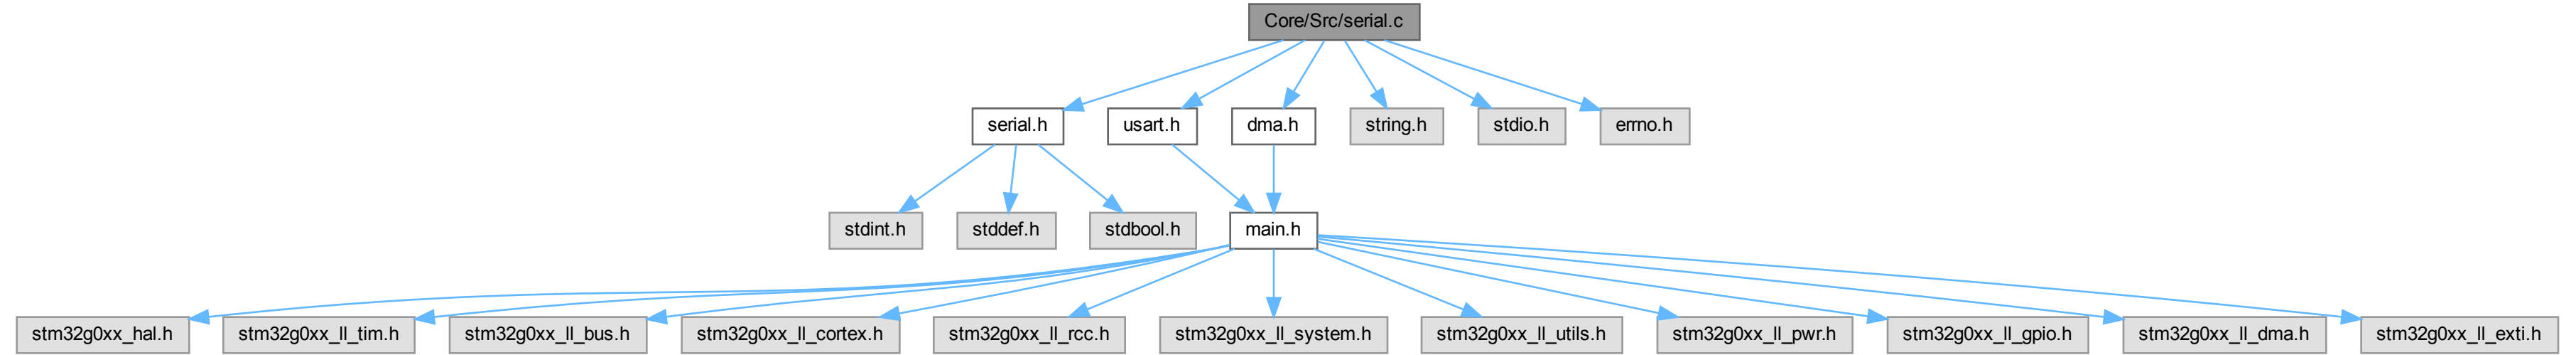 Core/Src/serial.c
serial.h
usart.h
dma.h
string.h
stdio.h
errno.h
stdint.h
stddef.h
stdbool.h
main.h
stm32g0xx_hal.h
stm32g0xx_ll_tim.h
stm32g0xx_ll_bus.h
stm32g0xx_ll_cortex.h
stm32g0xx_ll_rcc.h
stm32g0xx_ll_system.h
stm32g0xx_ll_utils.h
stm32g0xx_ll_pwr.h
stm32g0xx_ll_gpio.h
stm32g0xx_ll_dma.h
stm32g0xx_ll_exti.h